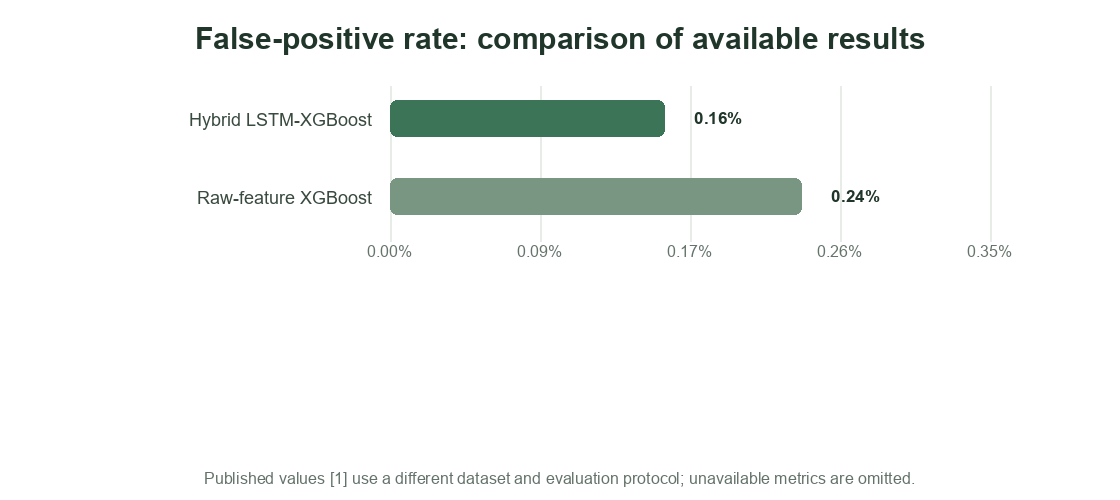 False-positive rate: comparison of available results
Hybrid LSTM-XGBoost
0.16%
Raw-feature XGBoost
0.24%
0.00% 0.09% 0.17% 0.26% 0.35%
Published values [1] use a different dataset and evaluation protocol; unavailable metrics are omitted.